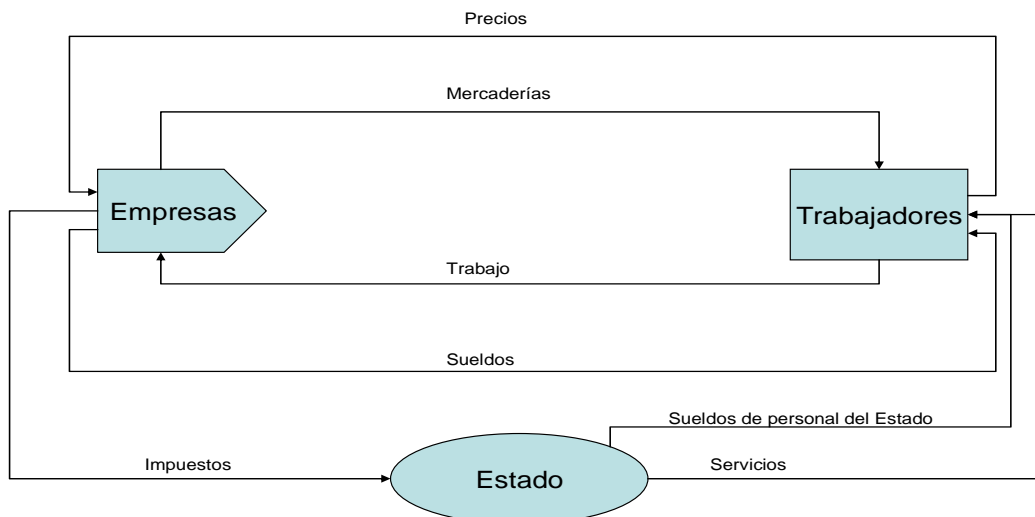 Precios
Mercaderías
Empresas
Trabajadores
Trabajo
Sueldos
Sueldos de personal del Estado
Impuestos
Estado
Servicios